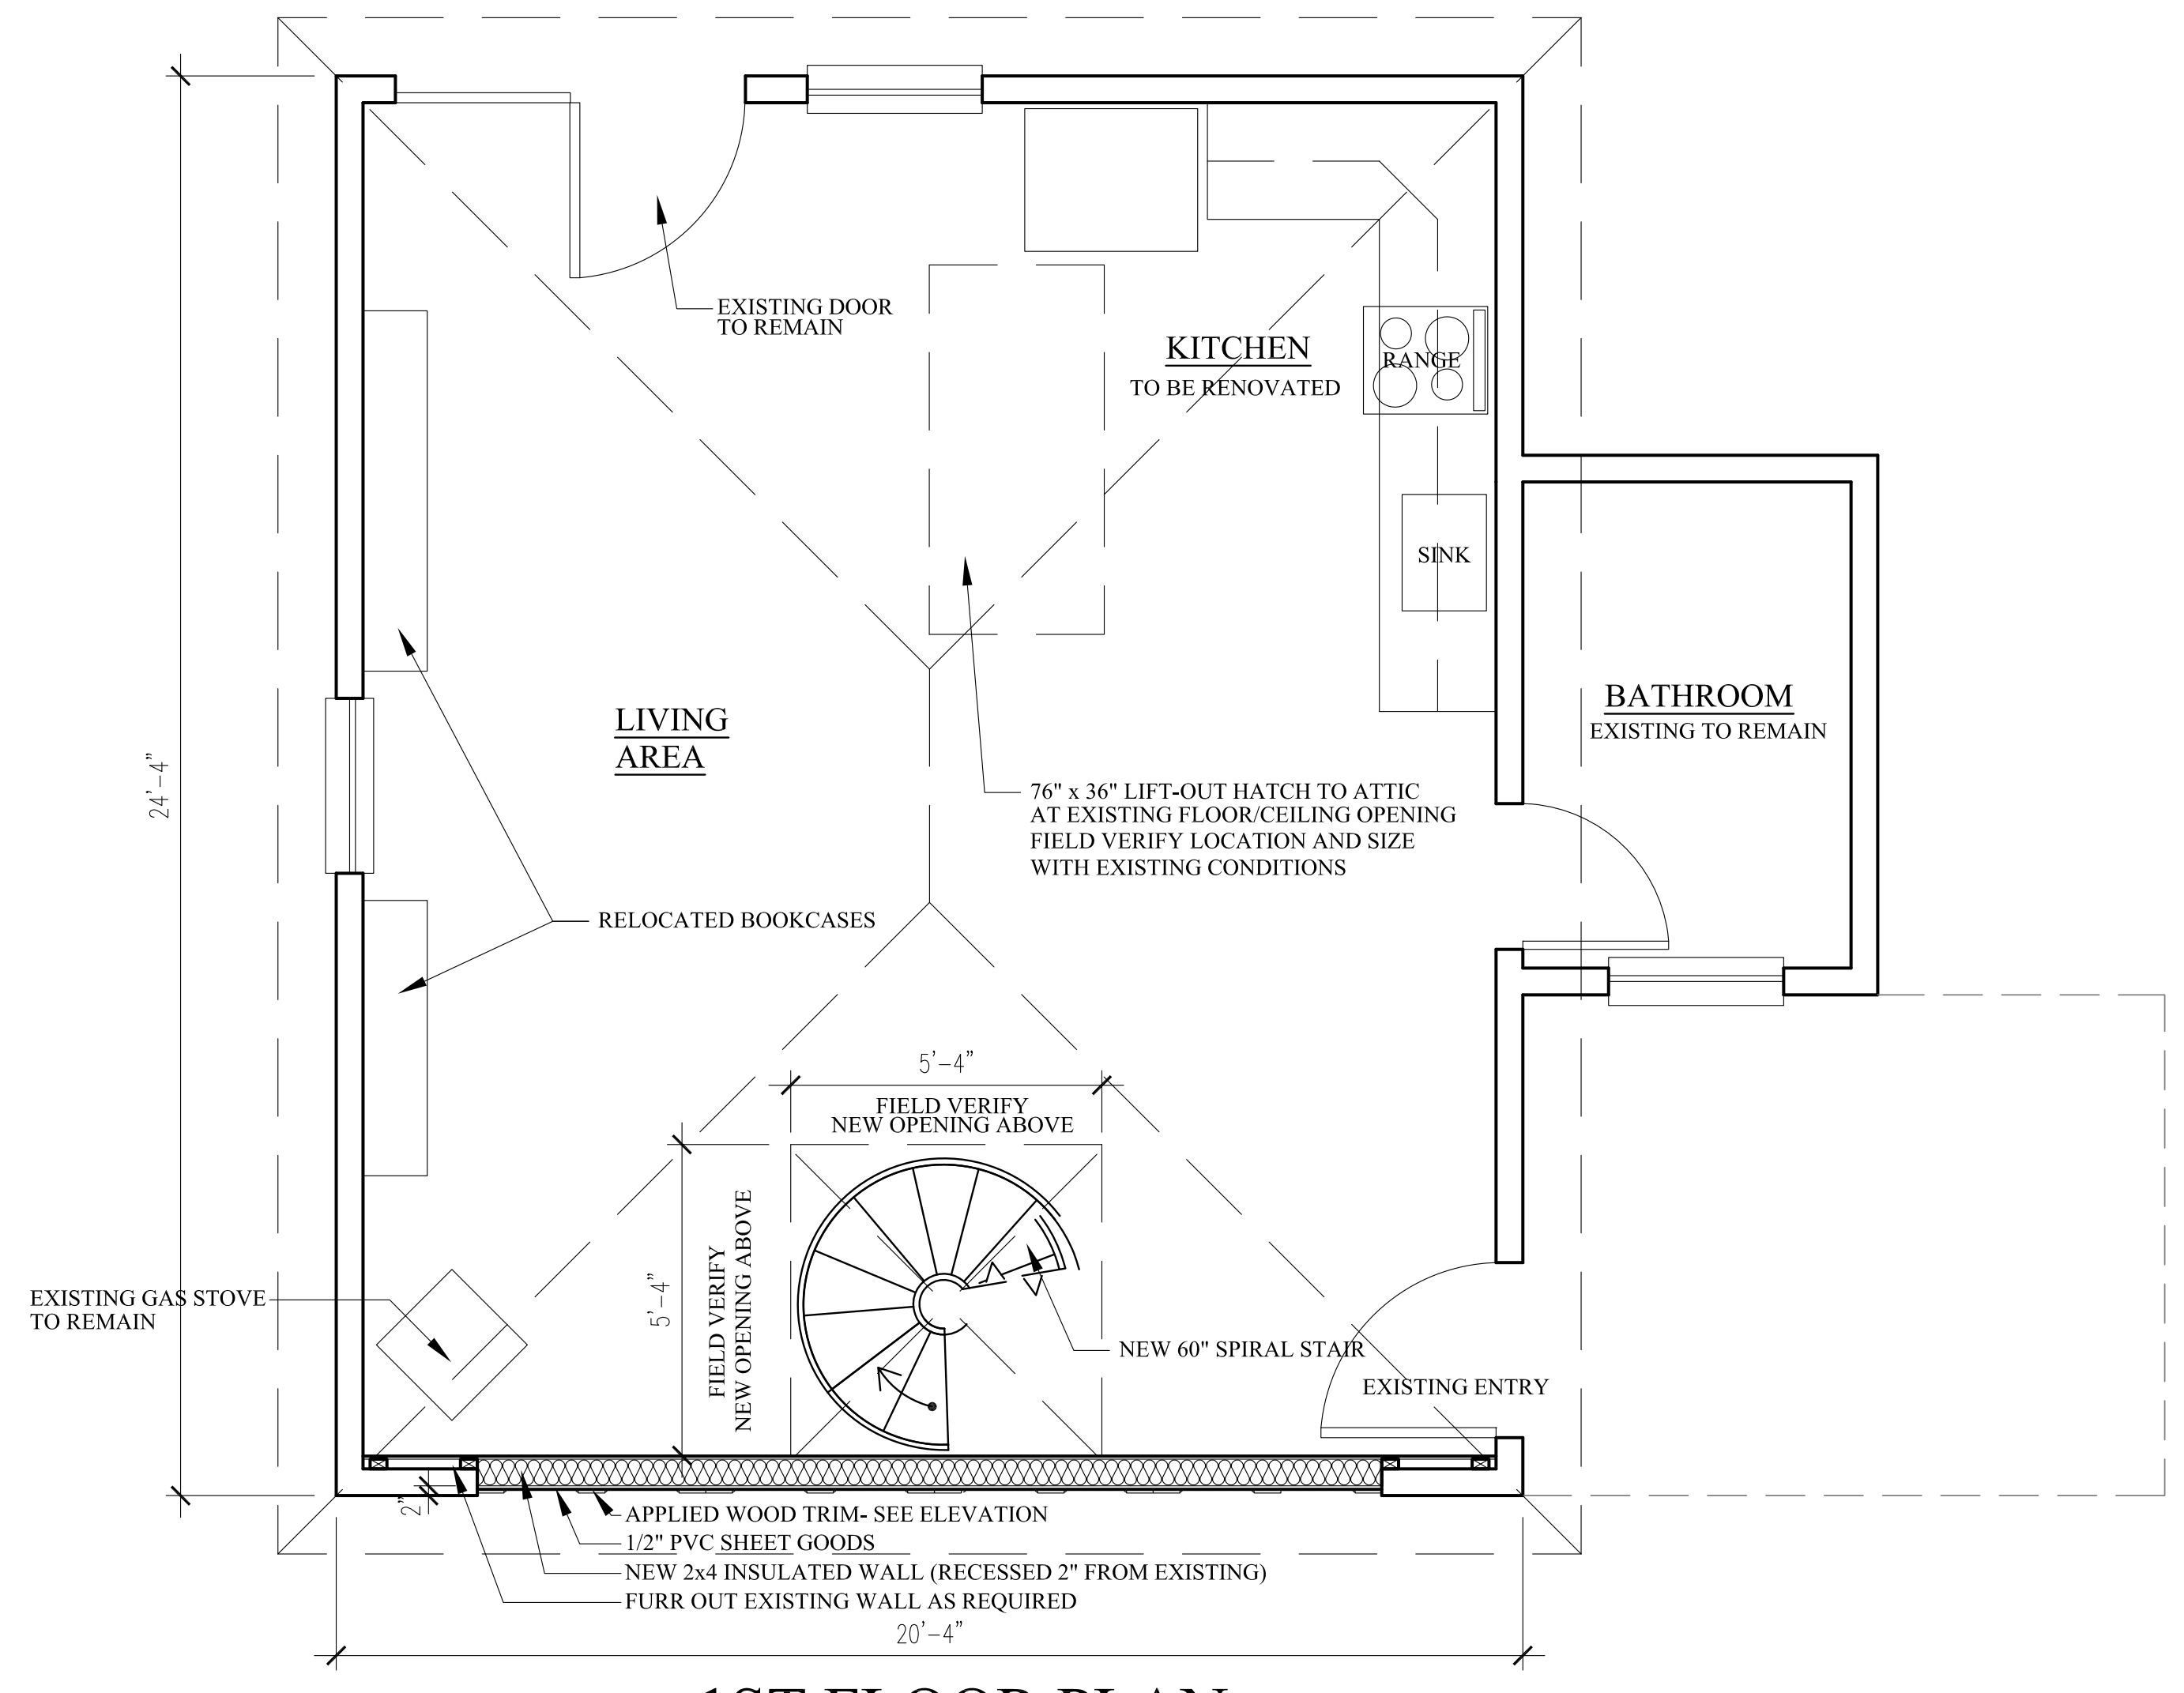 EXISTING DOOR
TO REMAIN
KITCHEN
TO BE RENOVATED
RANGE
SINK
LIVING
AREA
BATHROOM
EXISTING TO REMAIN
24'-4"
76" x 36" LIFT-OUT HATCH TO ATTIC
AT EXISTING FLOOR/CEILING OPENING
FIELD VERIFY LOCATION AND SIZE
WITH EXISTING CONDITIONS
RELOCATED BOOKCASES
5'-4"
FIELD VERIFY
NEW OPENING ABOVE
5'-4"
FIELD VERIFY
NEW OPENING ABOVE
EXISTING GAS STOVE
TO REMAIN
NEW 60" SPIRAL STAIR
EXISTING ENTRY
2"
APPLIED WOOD TRIM- SEE ELEVATION
1/2" PVC SHEET GOODS
NEW 2x4 INSULATED WALL (RECESSED 2" FROM EXISTING)
FURR OUT EXISTING WALL AS REQUIRED
20'-4"
1ST FLOOR PLAN